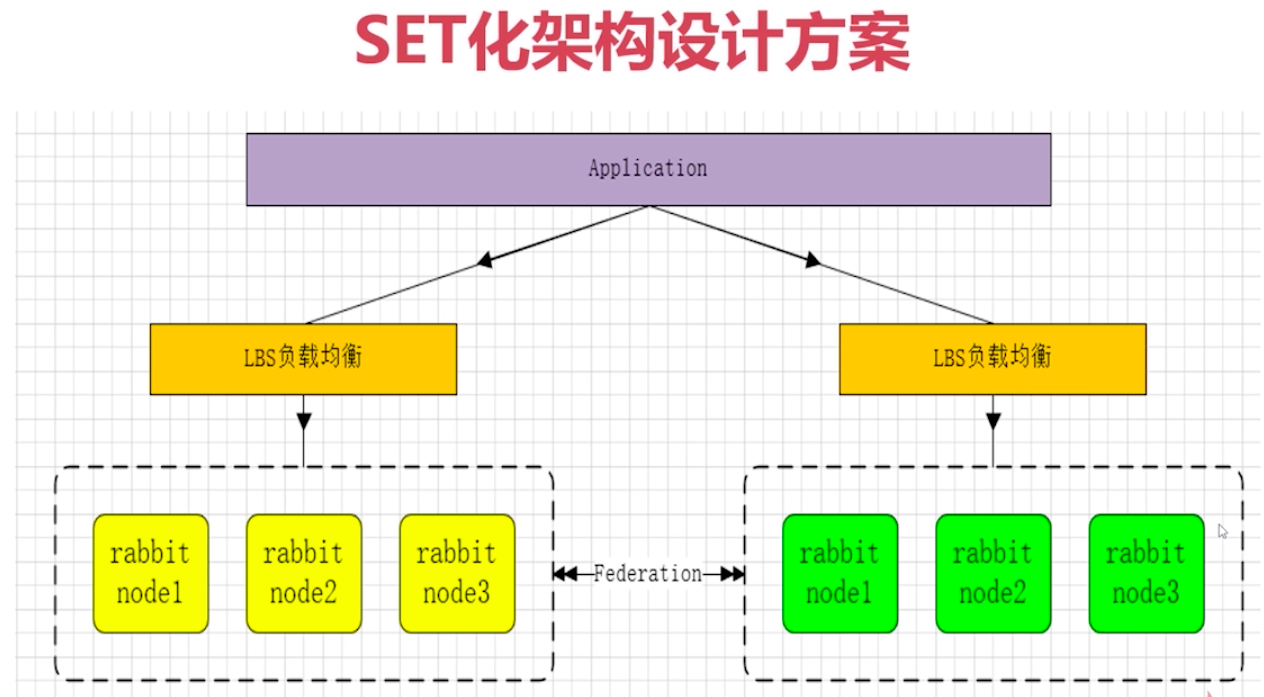 SET化架构设计方案
Application
LBS负载均衡
LBS负载均衡
rabbit
node1
rabbit
node2
rabbit
node3
Federation
rabbit
node1
rabbit
node2
rabbit
node3